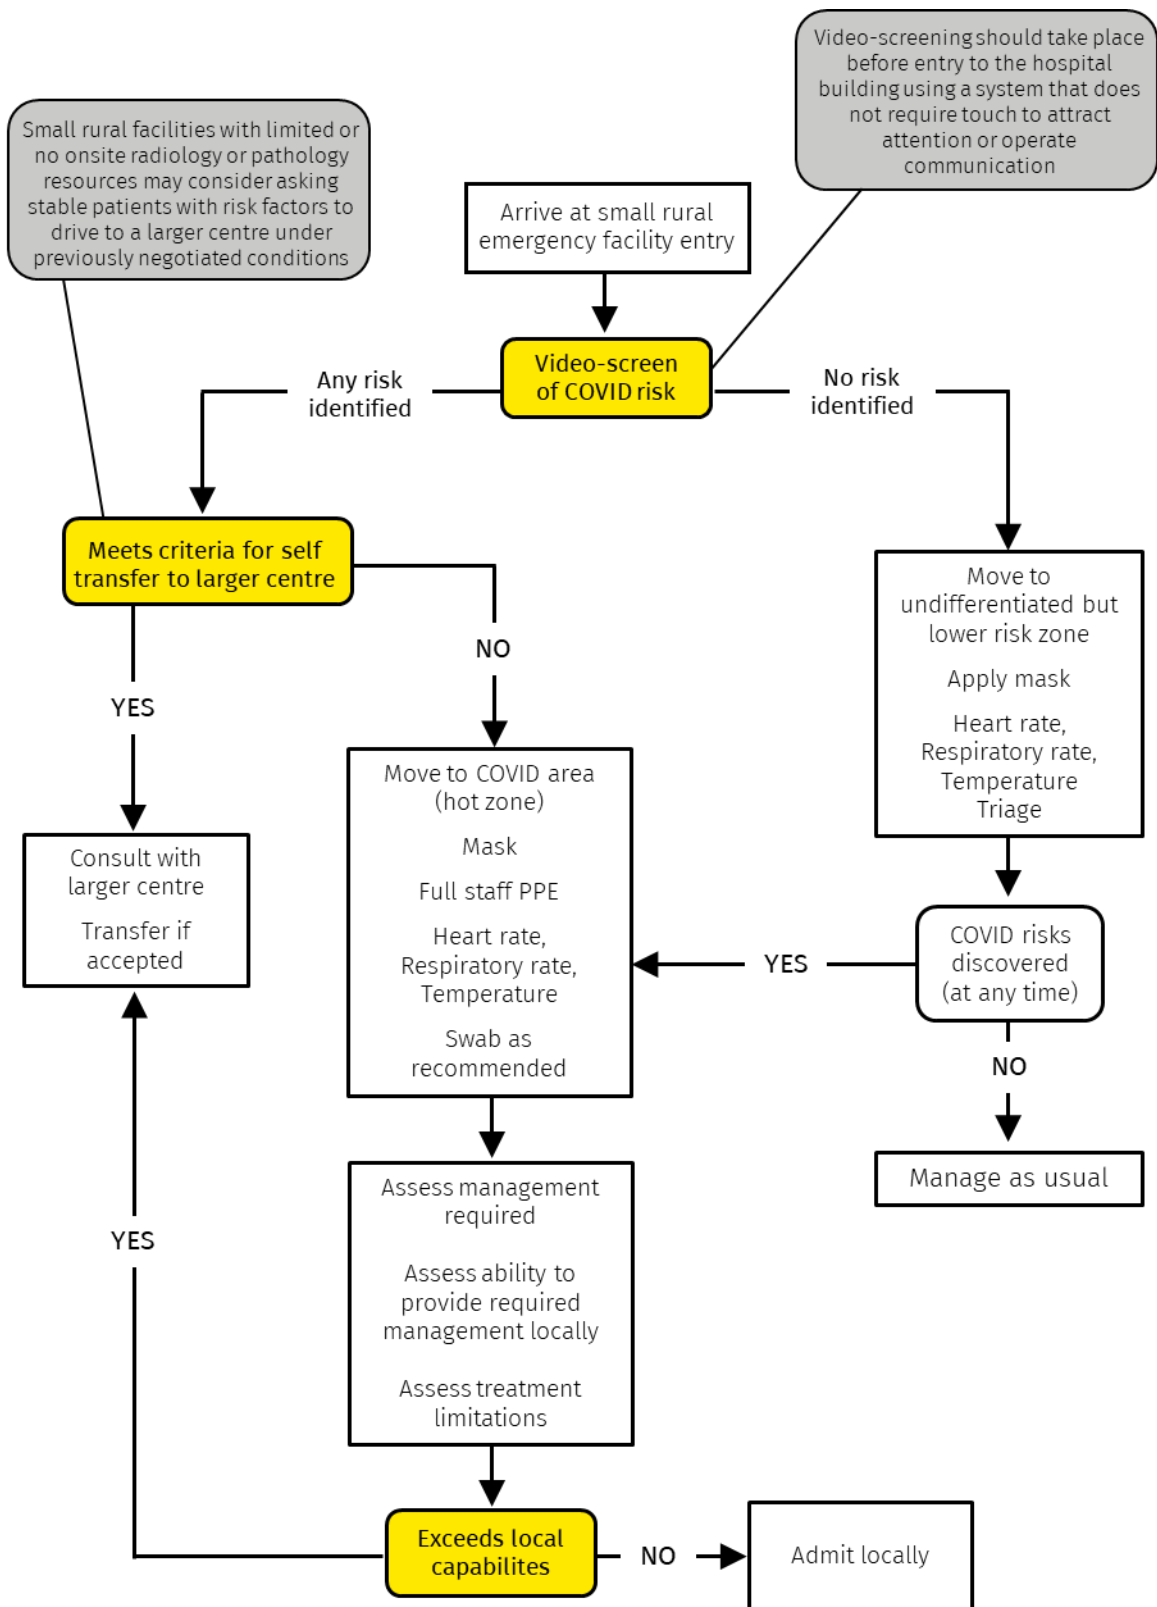 Video-screening should take place
before entry to the hospital
building using a system that does
not require touch to attract
attention or operate
communication
Small rural facilities with limited or
no onsite radiology or pathology
resources may consider asking
stable patients with risk factors to
drive to a larger centre under
previously negotiated conditions
Arrive at small rural
emergency facility entry
Video-screen
of COVID risk
Any risk
identified
No risk
identified
Meets criteria for self
transfer to larger centre
Move to
undifferentiated but
lower risk zone
Apply mask
Heart rate,
Respiratory rate,
Temperature
Triage
NO
YES
Move to COVID area
(hot zone)
Mask
Full staff PPE
Heart rate,
Respiratory rate,
Temperature
Swab as
recommended
Consult with
larger centre
Transfer if
accepted
COVID risks
discovered
(at any time)
YES
NO
Manage as usual
Assess management
required
Assess ability to
provide required
management locally
Assess treatment
limitations
YES
Exceeds local
capabilites
NO
Admit locally